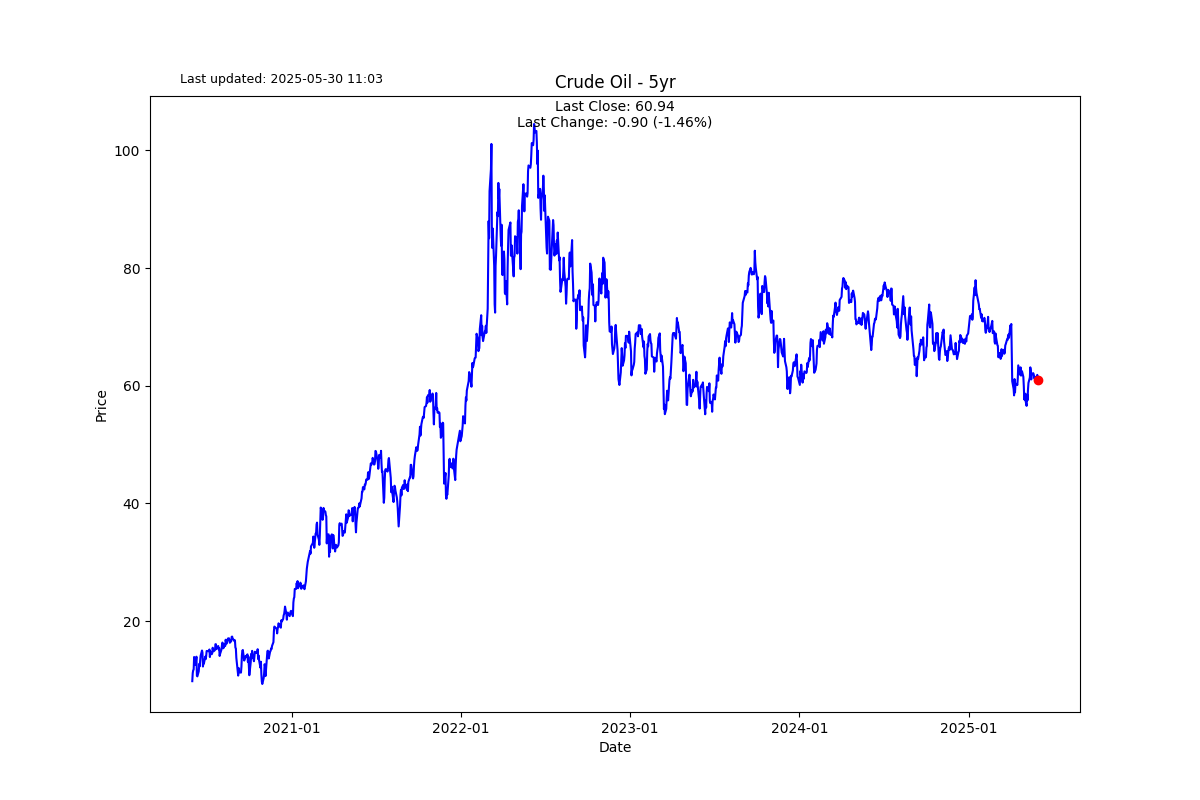 Last updated: 2025-05-30 11:03
Crude Oil - 5yr
Last Close: 60.94
Last Change: -0.90 (-1.46%)
100
80
60
40
20
Price
2021-01
2022-01
2023-01
2024-01
2025-01
Date